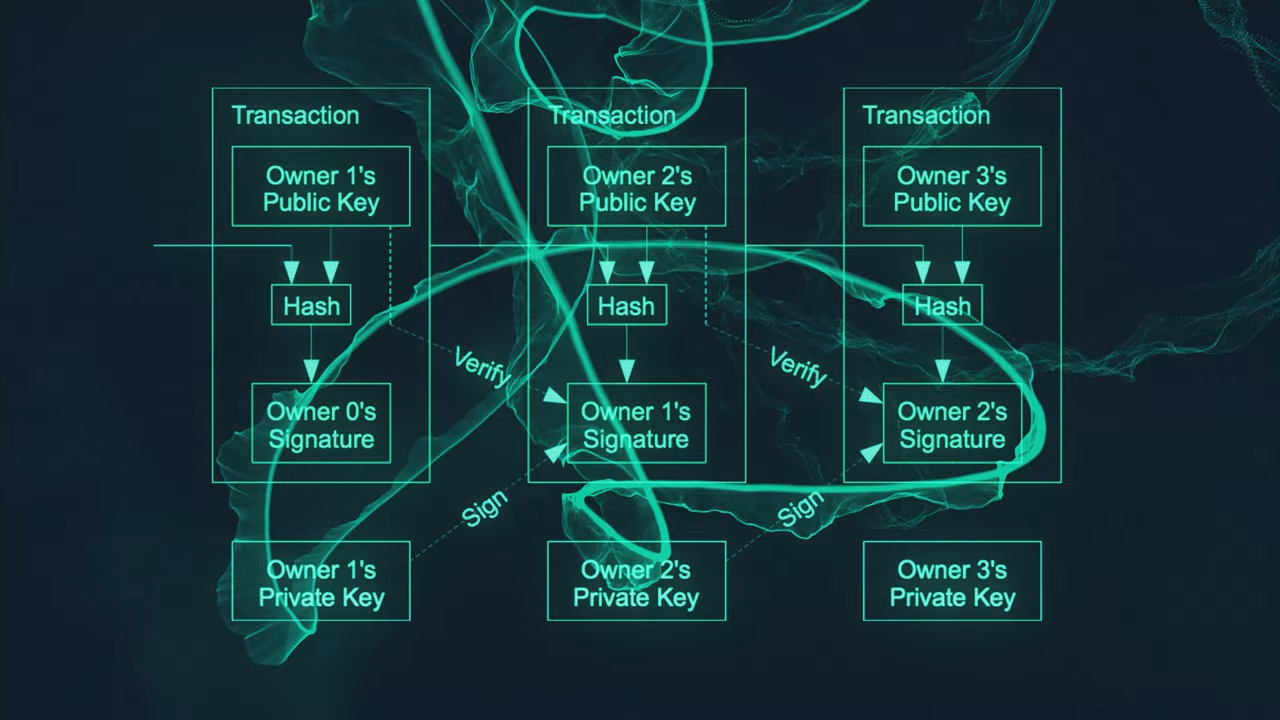 Transaction
Transaction
Transaction
Owner 1's
Public Key
Owner 2's
Public Key
Owner 3's
Public Key
Hash
Hash
Hash
Verify
Verify
Owner 0's
Signature
Owner 1's
Signature
Owner 2's
Signature
Sign
Sign
Owner 1's
Private Key
Owner 2's
Private Key
Owner 3's
Private Key